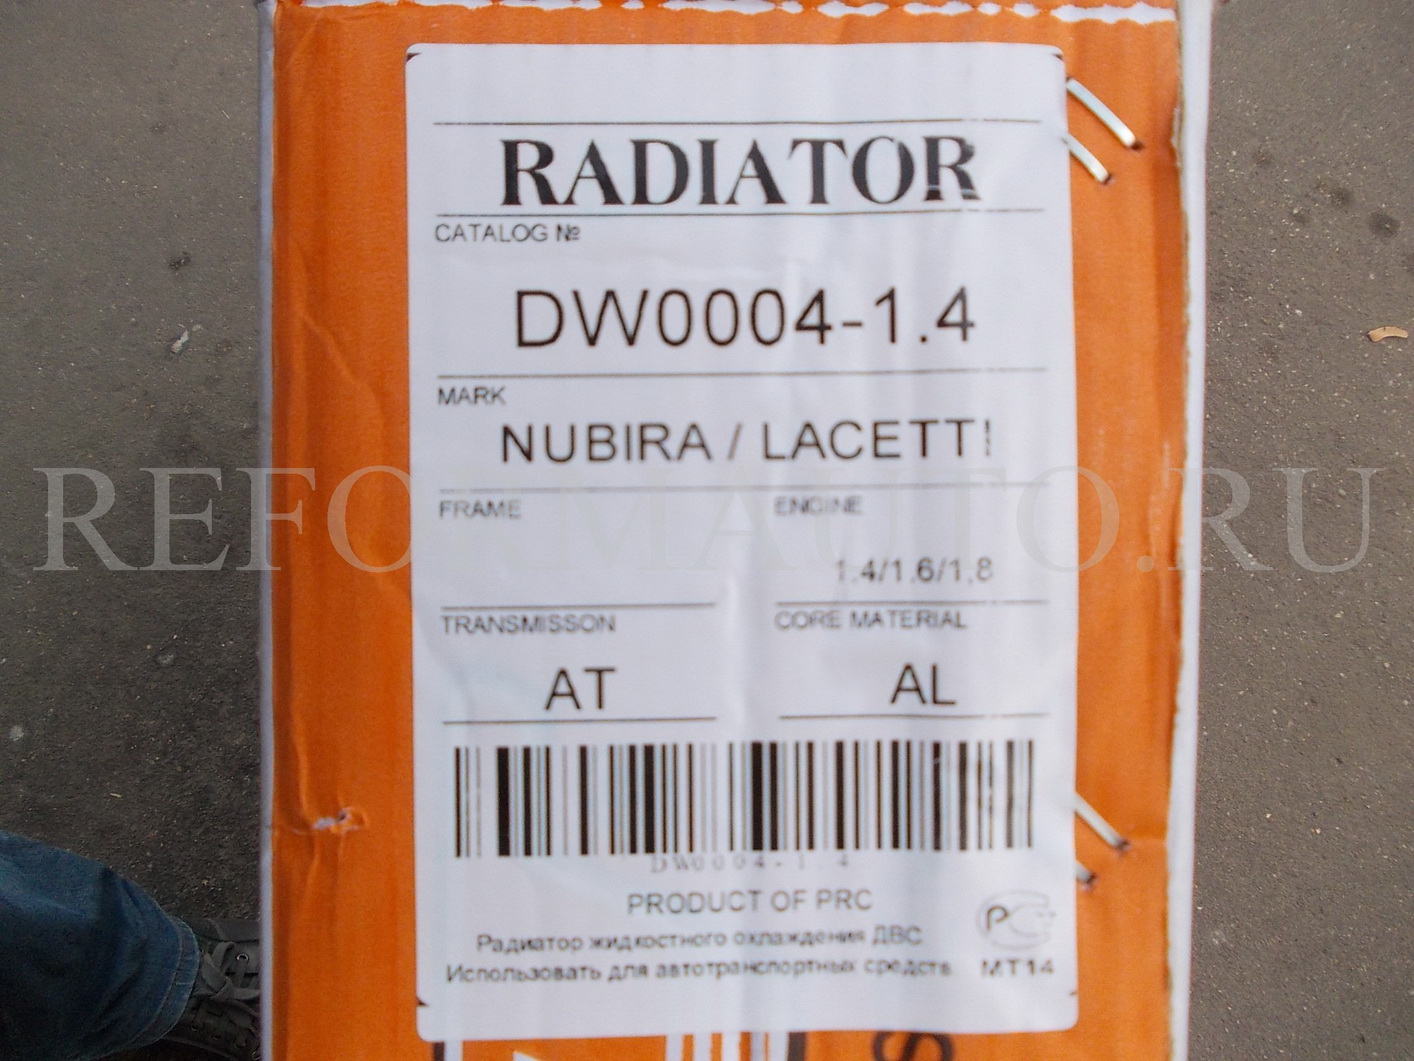 RADIATOR
CATALOG №
DW0004-1.4
MARK
NUBIRA / LACETTI
REFORMAUTO.RU
FRAME ENGINE
1.4/1.6/1.8
TRANSMISSON CORE MATERIAL
AT AL
DW0004-1.4
PRODUCT OF PRC
Радиатор жидкостного охлаждения ДВС
Использовать для автотранспортных средств МТ14